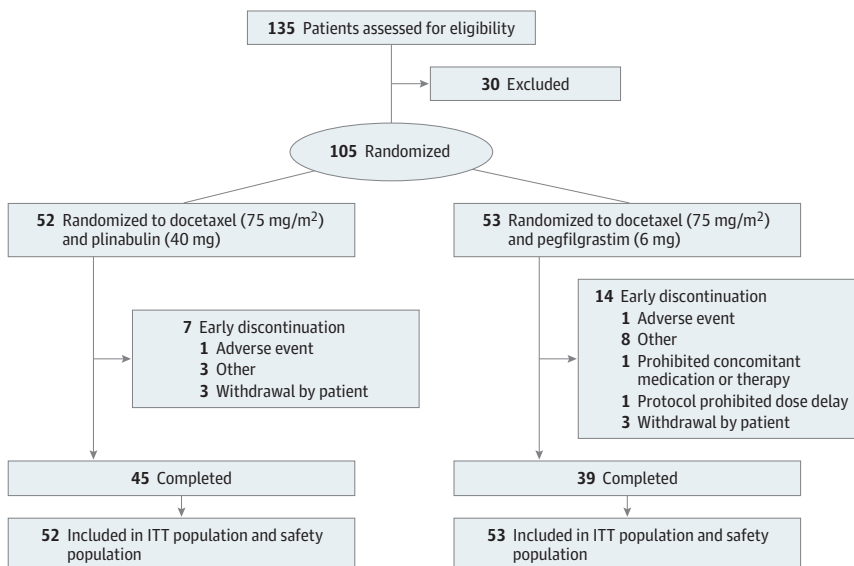 135 Patients assessed for eligibility
30 Excluded
105 Randomized
52 Randomized to docetaxel (75 mg/m²)
and plinabulin (40 mg)
53 Randomized to docetaxel (75 mg/m²)
and pegfilgrastim (6 mg)
7 Early discontinuation
1 Adverse event
3 Other
3 Withdrawal by patient
14 Early discontinuation
1 Adverse event
8 Other
1 Prohibited concomitant
medication or therapy
1 Protocal prohibited dose delay
3 Withdrawal by patient
45 Completed
39 Completed
52 Included in ITT population and safety
population
53 Included in ITT population and safety
population